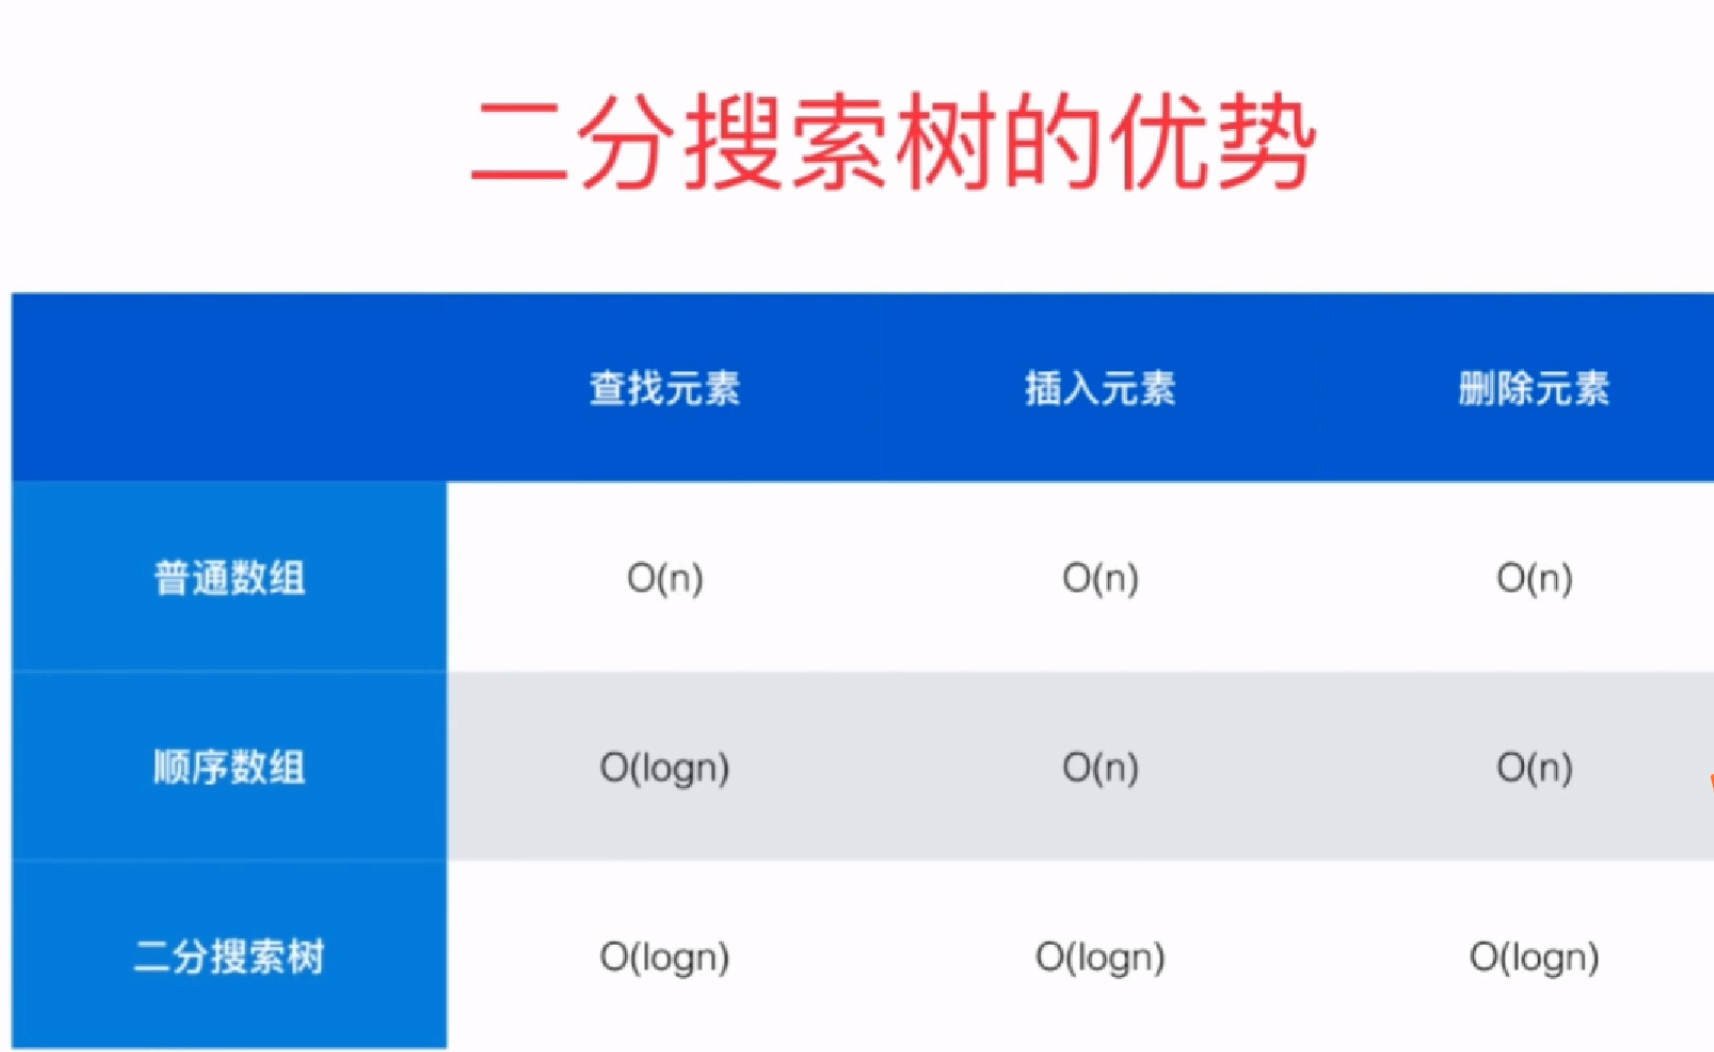 二分搜索树的优势
查找元素 插入元素 删除元素
普通数组 O(n) O(n) O(n)
顺序数组 O(logn) O(n) O(n)
二分搜索树 O(logn) O(logn) O(logn)